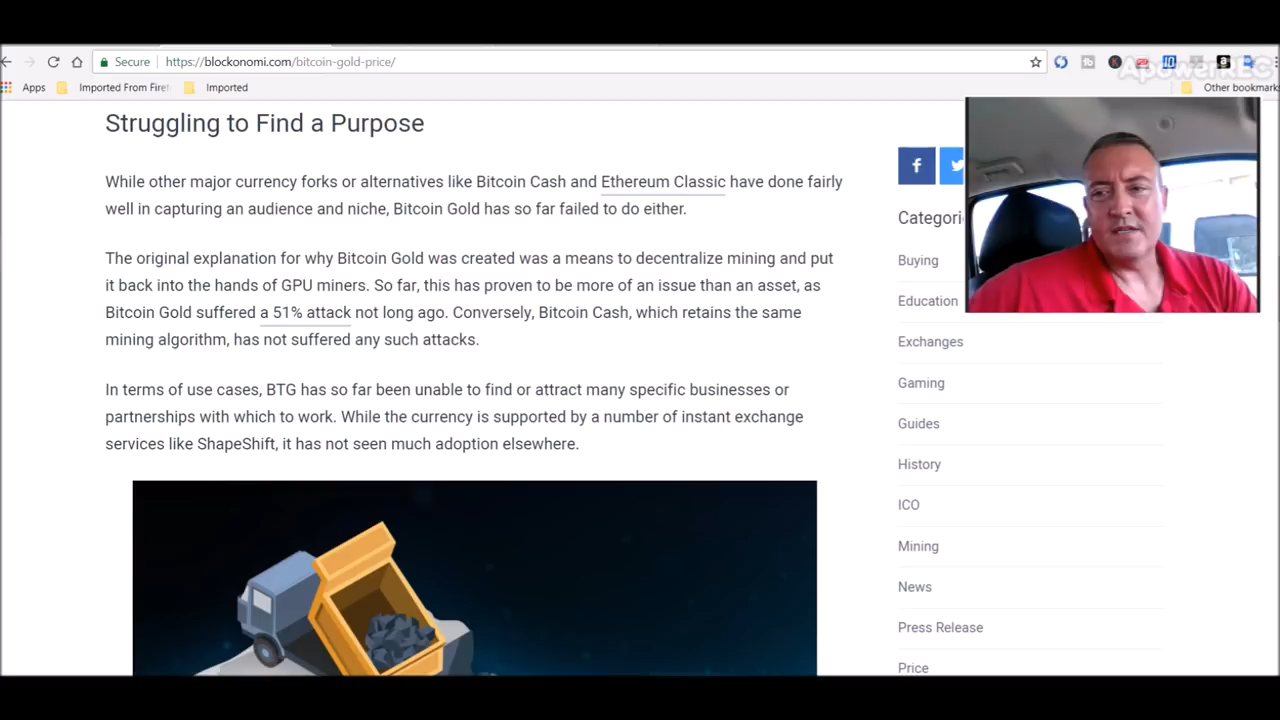 Secure https://blockonomi.com/bitcoin-gold-price/
ApowerREC
Apps Imported From Firef Imported Other bookmarks
Struggling to Find a Purpose
While other major currency forks or alternatives like Bitcoin Cash and Ethereum Classic have done fairly
well in capturing an audience and niche, Bitcoin Gold has so far failed to do either.
The original explanation for why Bitcoin Gold was created was a means to decentralize mining and put
it back into the hands of GPU miners. So far, this has proven to be more of an issue than an asset, as
Bitcoin Gold suffered a 51% attack not long ago. Conversely, Bitcoin Cash, which retains the same
mining algorithm, has not suffered any such attacks.
In terms of use cases, BTG has so far been unable to find or attract many specific businesses or
partnerships with which to work. While the currency is supported by a number of instant exchange
services like ShapeShift, it has not seen much adoption elsewhere.
Categori
Buying
Education
Exchanges
Gaming
Guides
History
ICO
Mining
News
Press Release
Price